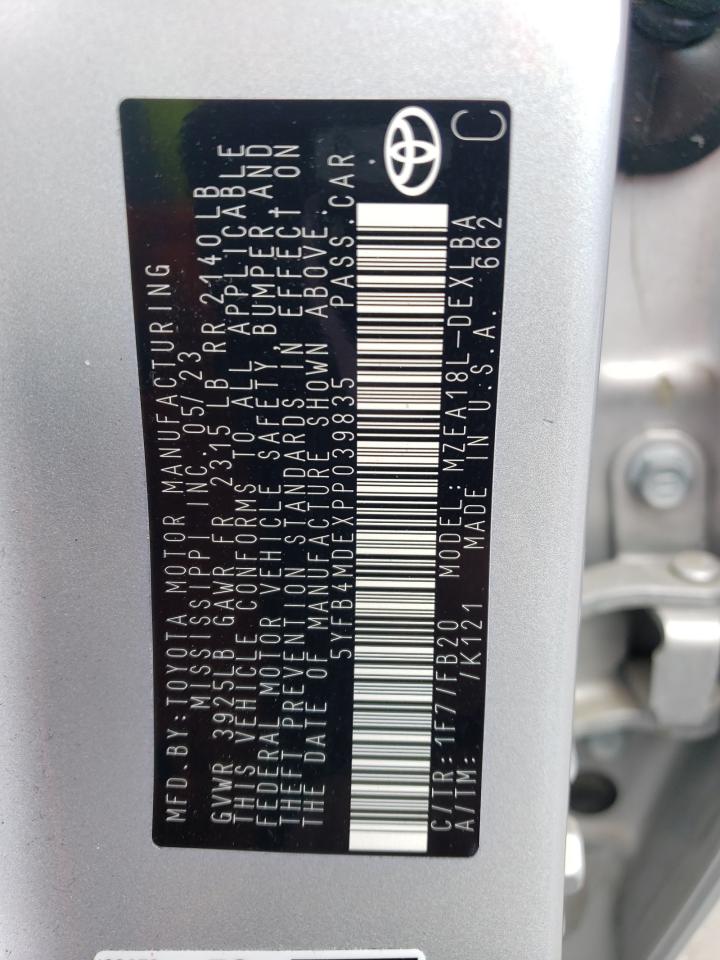 MFD.BY:TOYOTA MOTOR MANUFACTURING
MISSISSIPPI INC. 05/23
GVWR 3925LB GAWR FR 2315 LB RR 2140LB
THIS VEHICLE CONFORMS TO ALL APPLICABLE
FEDERAL MOTOR VEHICLE SAFETY, BUMPER AND
THEFT PREVENTION STANDARDS IN EFFECT ON
THE DATE OF MANUFACTURE SHOWN ABOVE.
5YFB4MDEXPP039835 PASS.CAR
C/TR: 1F7/FB20 MODEL: MZEA18L-DEXLBA
A/TM: /K121 MADE IN U.S.A. 662
C